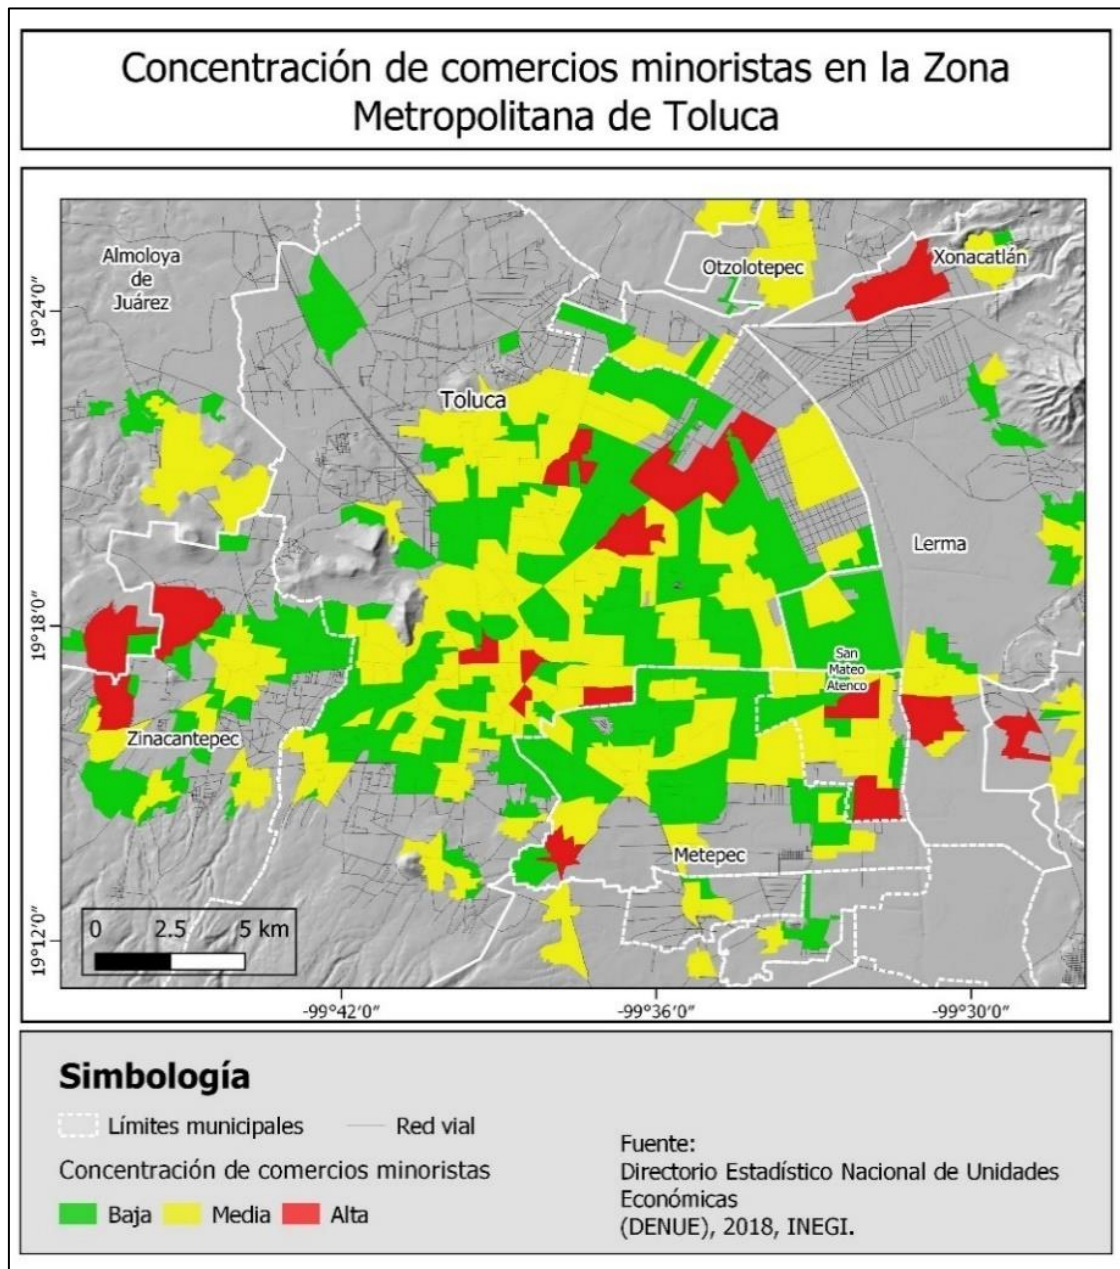 Concentración de comercios minoristas en la Zona
Metropolitana de Toluca
Almoloya
de
Juárez
Otzolotepec
Xonacatlán
19°24'0"
Toluca
Lerma
19°18'0"
San
Mateo
Atenco
Zinacantepec
Metepec
19°12'0"
0 2.5 5 km
-99°42'0" -99°36'0" -99°30'0"
Simbología
Límites municipales Red vial
Concentración de comercios minoristas
Baja Media Alta
Fuente:
Directorio Estadístico Nacional de Unidades
Económicas
(DENUE), 2018, INEGI.